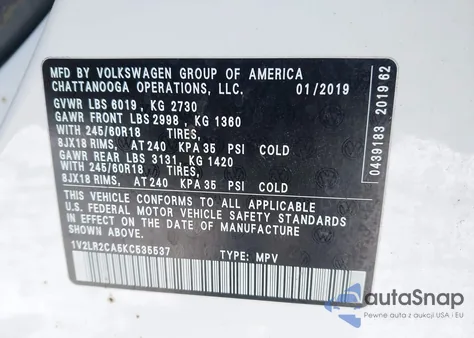 MFD BY VOLKSWAGEN GROUP OF AMERICA
CHATTANOOGA OPERATIONS, LLC. 01/2019
GVWR LBS 6019 , KG 2730
GAWR FRONT LBS 2998 , KG 1360
WITH 245/60R18 TIRES,
8JX18 RIMS, AT 240 KPA 35 PSI COLD
GAWR REAR LBS 3131, KG 1420
WITH 245/60R18 TIRES,
8JX18 RIMS, AT 240 KPA 35 PSI COLD
THIS VEHICLE CONFORMS TO ALL APPLICABLE
U.S. FEDERAL MOTOR VEHICLE SAFETY STANDARDS
IN EFFECT ON THE DATE OF MANUFACTURE
SHOWN ABOVE.
1V2LR2CA5KC535537 TYPE: MPV
0439183 2019 62
autoSnap
Pewne auta z aukcji w USA i EU